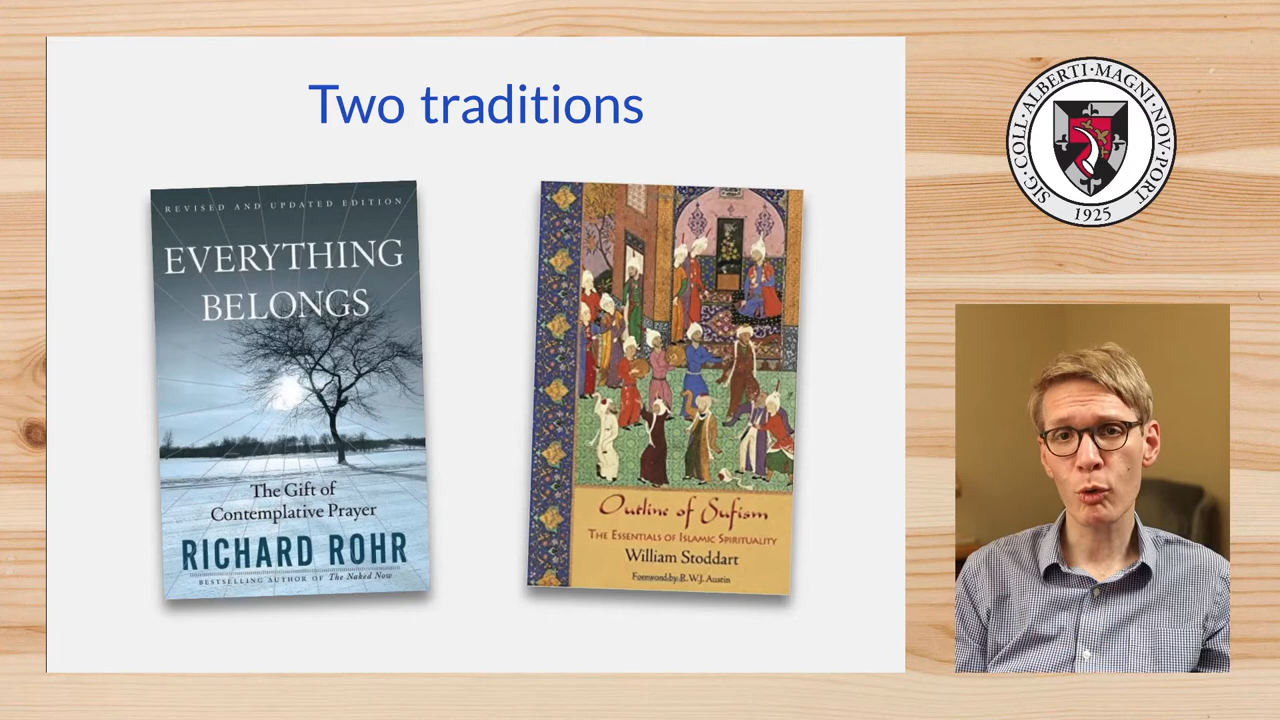 Two traditions
REVISED AND UPDATED EDITION
EVERYTHING
BELONGS
The Gift of
Contemplative Prayer
RICHARD ROHR
BESTSELLING AUTHOR OF The Naked Now
Outline of Sufism
THE ESSENTIALS OF ISLAMIC SPIRITUALITY
William Stoddart
Foreword by R.W.J. Austin
SIG·COLL·ALBERTI·MAGNI·NOV·PORT
1925